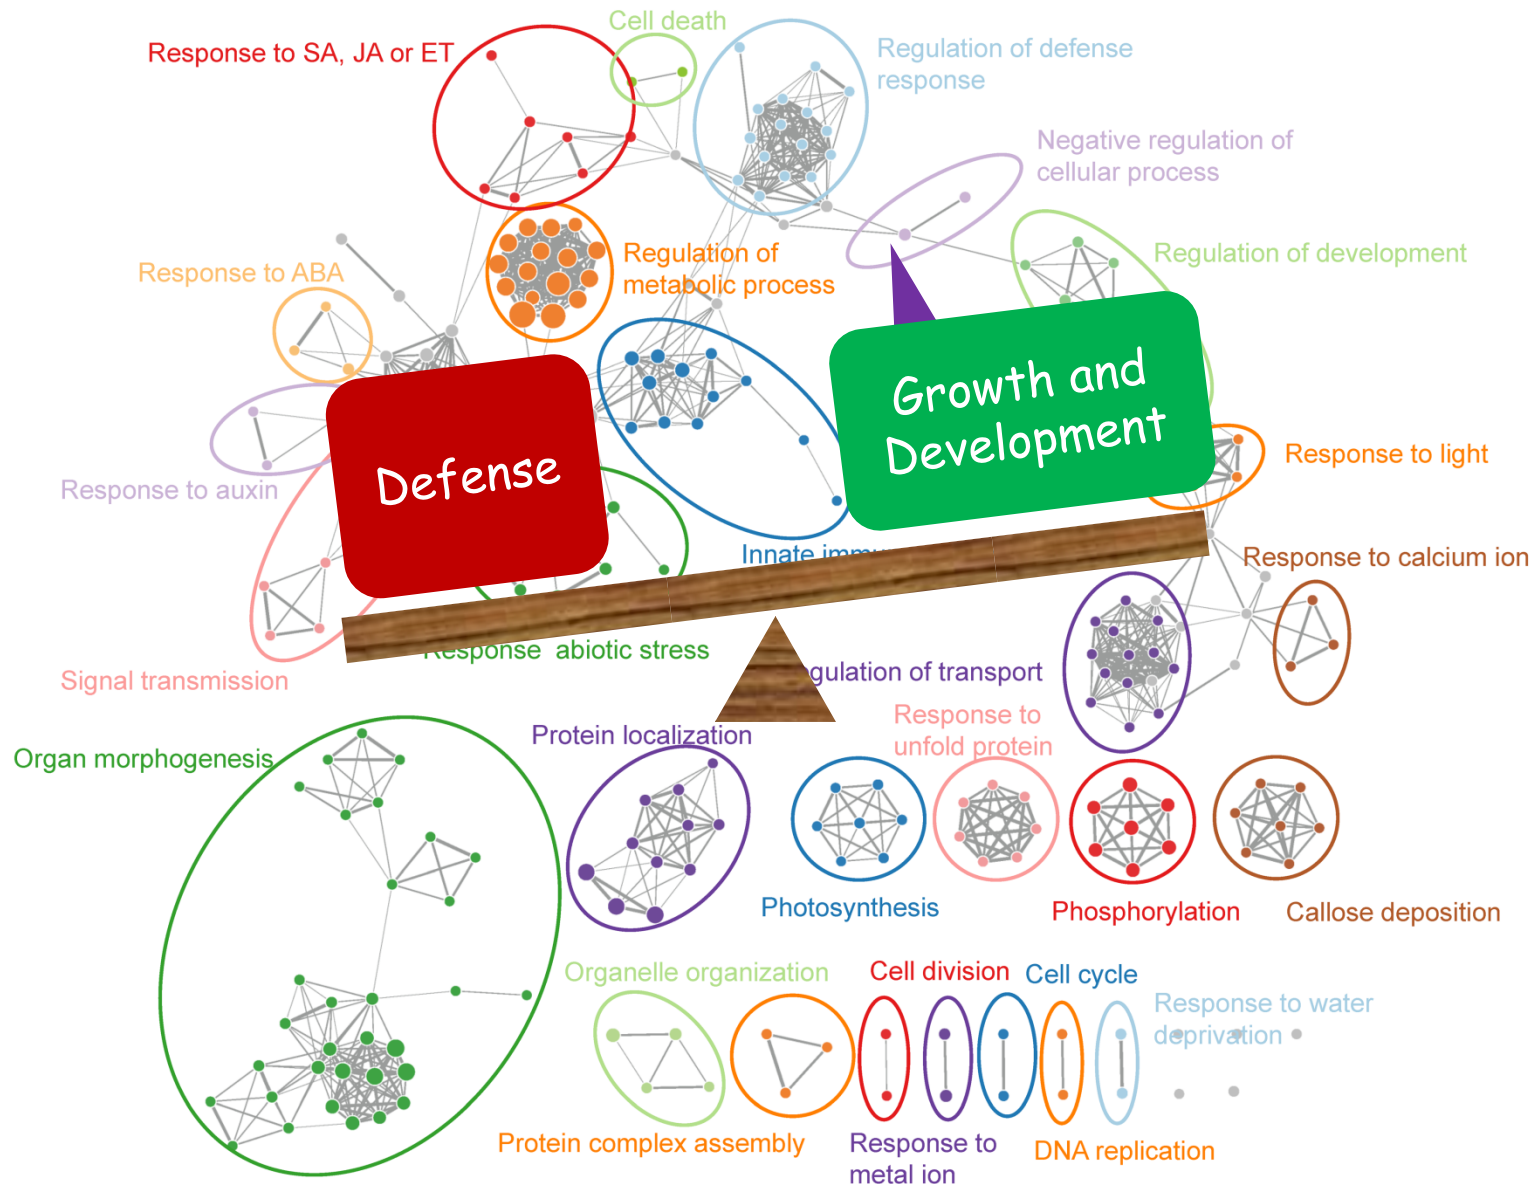 Cell death
Response to SA, JA or ET
Regulation of defense
response
Negative regulation of
cellular process
Regulation of
metabolic process
Regulation of development
Response to ABA
Growth and
Development
Defense
Response to auxin
Response to light
Innate
Response to calcium ion
Response abiotic stress
Signal transmission
of transport
Response to
unfold protein
Protein localization
Organ morphogenesis
Photosynthesis
Phosphorylation
Callose deposition
Organelle organization
Cell division
Cell cycle
Response to water
deprivation
Protein complex assembly
Response to
metal ion
DNA replication